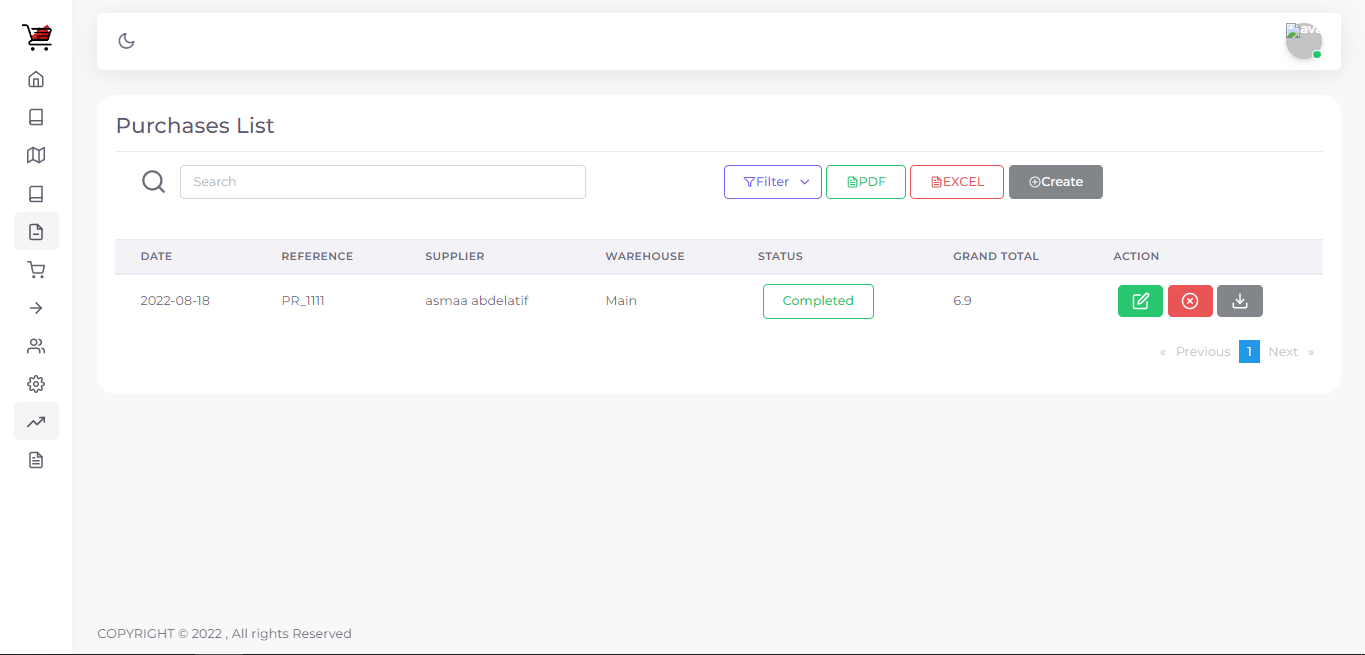 ava
Purchases List
Search
Filter PDF EXCEL Create
DATE REFERENCE SUPPLIER WAREHOUSE STATUS GRAND TOTAL ACTION
2022-08-18 PR_1111 asmaa abdelatif Main Completed 6.9
« Previous 1 Next »
COPYRIGHT © 2022 , All rights Reserved